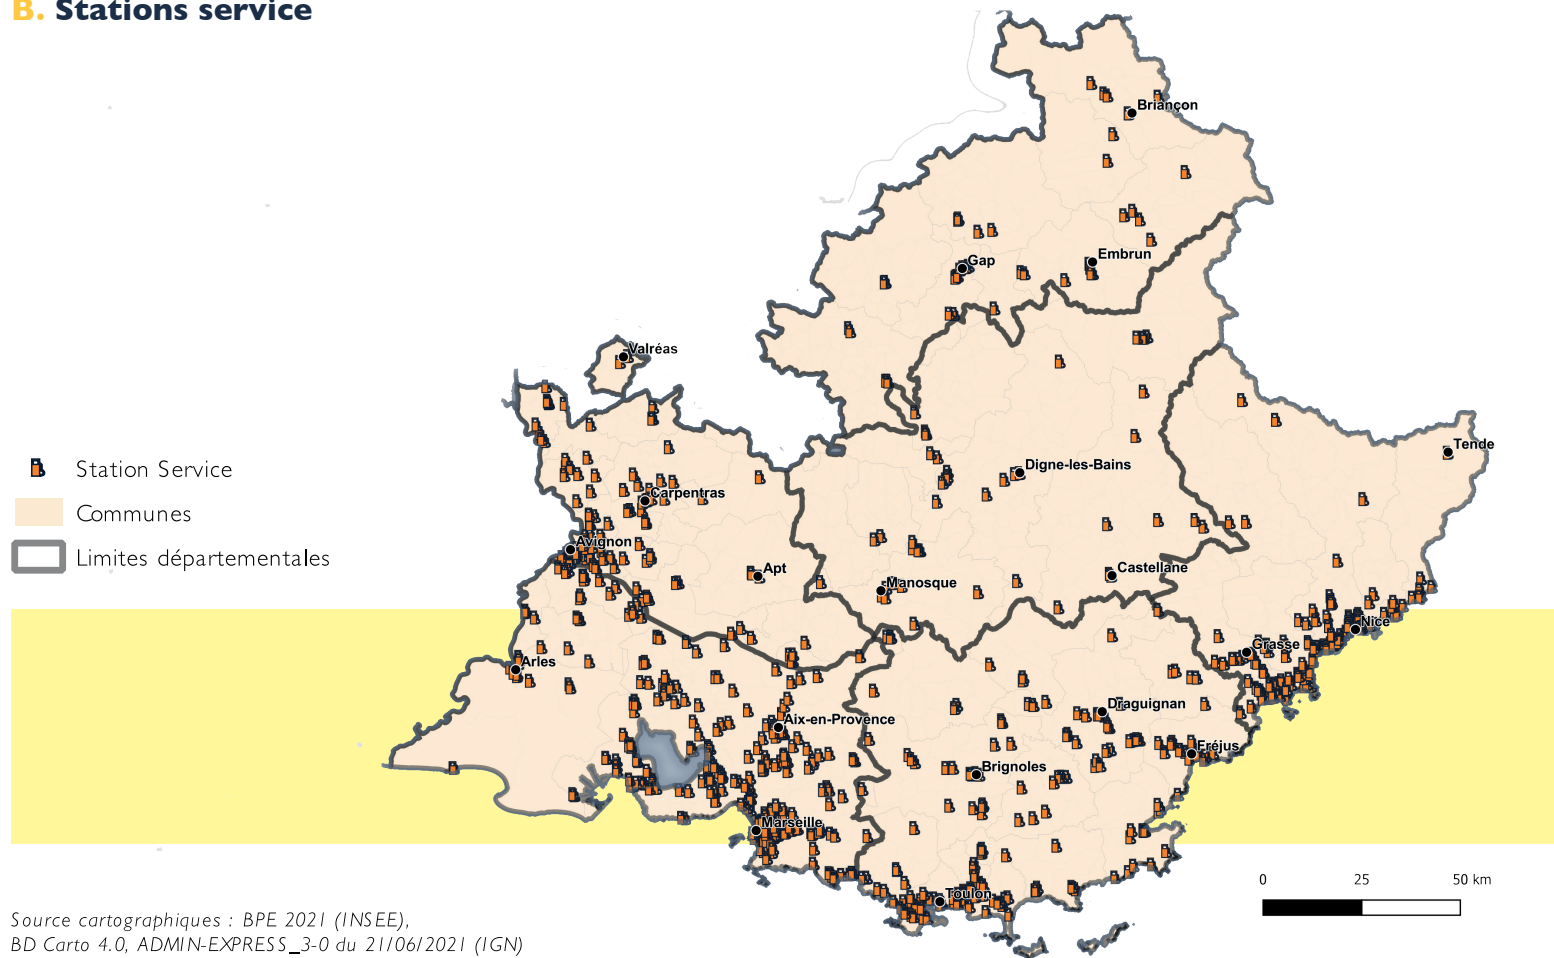 B. Stations service
Briançon
Gap
Embrun
Valréas
Tende
Station Service
Digne-les-Bains
Carpentras
Communes
Avignon
Limites départementales
Apt
Castellane
Manosque
Nice
Grasse
Arles
Draguignan
Aix-en-Provence
Fréjus
Brignoles
Marseille
0 25 50 km
Toulon
Source cartographiques : BPE 2021 (INSEE),
BD Carto 4.0, ADMIN-EXPRESS_3-0 du 21/06/2021 (IGN)